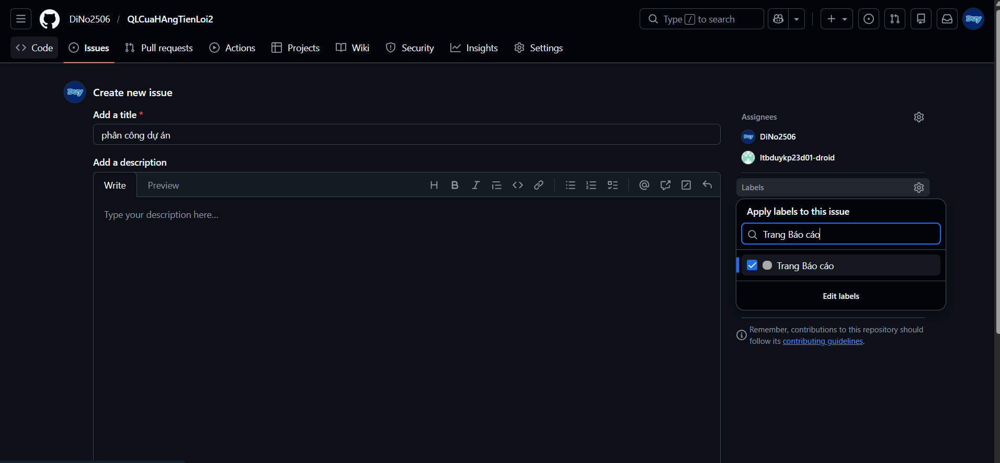 DiNo2506 / QLCuaHAngTienLoi2
Type / to search
Duy
Code
Issues
Pull requests
Actions
Projects
Wiki
Security
Insights
Settings
Duy
Create new issue
Add a title *
phân công dự án
Add a description
Write
Preview
Type your description here...
Assignees
Duy DiNo2506
ltbduykp23d01-droid
Labels
Apply labels to this issue
Trang Báo cáo
Trang Báo cáo
Edit labels
Remember, contributions to this repository should
follow its contributing guidelines.